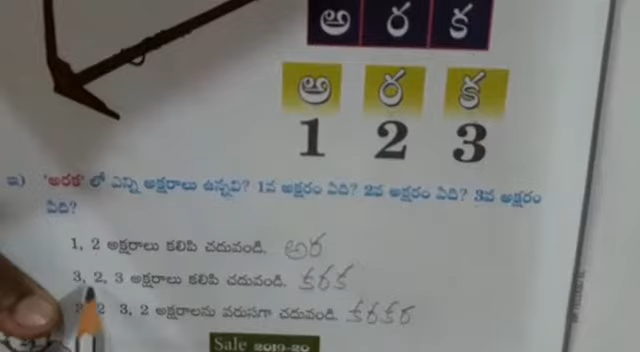 అ ర క
అ ర క
1 2 3
ఇ) 'అరక' లో ఎన్ని అక్షరాలు ఉన్నవి? 1వ అక్షరం ఏది? 2వ అక్షరం ఏది? 3వ అక్షరం
ఏది?
1, 2 అక్షరాలు కలిపి చదువండి. అర
3, 2, 3 అక్షరాలు కలిపి చదువండి. కరక
2 3, 2 అక్షరాలను వరుసగా చదువండి. కరకర
Sale 2019-20